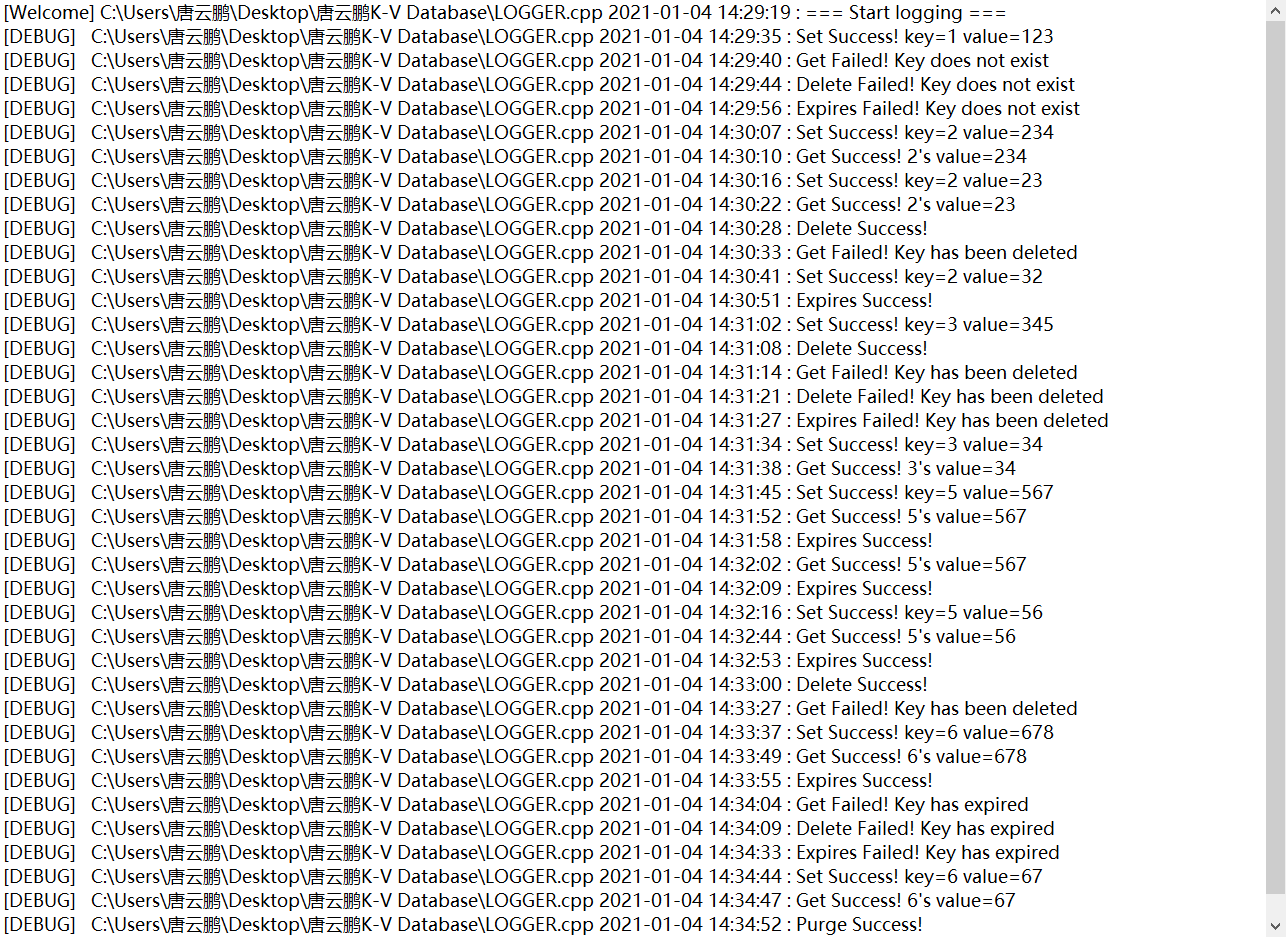 [Welcome] C:\Users\唐云鹏\Desktop\唐云鹏K-V Database\LOGGER.cpp 2021-01-04 14:29:19 : === Start logging ===
[DEBUG] C:\Users\唐云鹏\Desktop\唐云鹏K-V Database\LOGGER.cpp 2021-01-04 14:29:35 : Set Success! key=1 value=123
[DEBUG] C:\Users\唐云鹏\Desktop\唐云鹏K-V Database\LOGGER.cpp 2021-01-04 14:29:40 : Get Failed! Key does not exist
[DEBUG] C:\Users\唐云鹏\Desktop\唐云鹏K-V Database\LOGGER.cpp 2021-01-04 14:29:44 : Delete Failed! Key does not exist
[DEBUG] C:\Users\唐云鹏\Desktop\唐云鹏K-V Database\LOGGER.cpp 2021-01-04 14:29:56 : Expires Failed! Key does not exist
[DEBUG] C:\Users\唐云鹏\Desktop\唐云鹏K-V Database\LOGGER.cpp 2021-01-04 14:30:07 : Set Success! key=2 value=234
[DEBUG] C:\Users\唐云鹏\Desktop\唐云鹏K-V Database\LOGGER.cpp 2021-01-04 14:30:10 : Get Success! 2's value=234
[DEBUG] C:\Users\唐云鹏\Desktop\唐云鹏K-V Database\LOGGER.cpp 2021-01-04 14:30:16 : Set Success! key=2 value=23
[DEBUG] C:\Users\唐云鹏\Desktop\唐云鹏K-V Database\LOGGER.cpp 2021-01-04 14:30:22 : Get Success! 2's value=23
[DEBUG] C:\Users\唐云鹏\Desktop\唐云鹏K-V Database\LOGGER.cpp 2021-01-04 14:30:28 : Delete Success!
[DEBUG] C:\Users\唐云鹏\Desktop\唐云鹏K-V Database\LOGGER.cpp 2021-01-04 14:30:33 : Get Failed! Key has been deleted
[DEBUG] C:\Users\唐云鹏\Desktop\唐云鹏K-V Database\LOGGER.cpp 2021-01-04 14:30:41 : Set Success! key=2 value=32
[DEBUG] C:\Users\唐云鹏\Desktop\唐云鹏K-V Database\LOGGER.cpp 2021-01-04 14:30:51 : Expires Success!
[DEBUG] C:\Users\唐云鹏\Desktop\唐云鹏K-V Database\LOGGER.cpp 2021-01-04 14:31:02 : Set Success! key=3 value=345
[DEBUG] C:\Users\唐云鹏\Desktop\唐云鹏K-V Database\LOGGER.cpp 2021-01-04 14:31:08 : Delete Success!
[DEBUG] C:\Users\唐云鹏\Desktop\唐云鹏K-V Database\LOGGER.cpp 2021-01-04 14:31:14 : Get Failed! Key has been deleted
[DEBUG] C:\Users\唐云鹏\Desktop\唐云鹏K-V Database\LOGGER.cpp 2021-01-04 14:31:21 : Delete Failed! Key has been deleted
[DEBUG] C:\Users\唐云鹏\Desktop\唐云鹏K-V Database\LOGGER.cpp 2021-01-04 14:31:27 : Expires Failed! Key has been deleted
[DEBUG] C:\Users\唐云鹏\Desktop\唐云鹏K-V Database\LOGGER.cpp 2021-01-04 14:31:34 : Set Success! key=3 value=34
[DEBUG] C:\Users\唐云鹏\Desktop\唐云鹏K-V Database\LOGGER.cpp 2021-01-04 14:31:38 : Get Success! 3's value=34
[DEBUG] C:\Users\唐云鹏\Desktop\唐云鹏K-V Database\LOGGER.cpp 2021-01-04 14:31:45 : Set Success! key=5 value=567
[DEBUG] C:\Users\唐云鹏\Desktop\唐云鹏K-V Database\LOGGER.cpp 2021-01-04 14:31:52 : Get Success! 5's value=567
[DEBUG] C:\Users\唐云鹏\Desktop\唐云鹏K-V Database\LOGGER.cpp 2021-01-04 14:31:58 : Expires Success!
[DEBUG] C:\Users\唐云鹏\Desktop\唐云鹏K-V Database\LOGGER.cpp 2021-01-04 14:32:02 : Get Success! 5's value=567
[DEBUG] C:\Users\唐云鹏\Desktop\唐云鹏K-V Database\LOGGER.cpp 2021-01-04 14:32:09 : Expires Success!
[DEBUG] C:\Users\唐云鹏\Desktop\唐云鹏K-V Database\LOGGER.cpp 2021-01-04 14:32:16 : Set Success! key=5 value=56
[DEBUG] C:\Users\唐云鹏\Desktop\唐云鹏K-V Database\LOGGER.cpp 2021-01-04 14:32:44 : Get Success! 5's value=56
[DEBUG] C:\Users\唐云鹏\Desktop\唐云鹏K-V Database\LOGGER.cpp 2021-01-04 14:32:53 : Expires Success!
[DEBUG] C:\Users\唐云鹏\Desktop\唐云鹏K-V Database\LOGGER.cpp 2021-01-04 14:33:00 : Delete Success!
[DEBUG] C:\Users\唐云鹏\Desktop\唐云鹏K-V Database\LOGGER.cpp 2021-01-04 14:33:27 : Get Failed! Key has been deleted
[DEBUG] C:\Users\唐云鹏\Desktop\唐云鹏K-V Database\LOGGER.cpp 2021-01-04 14:33:37 : Set Success! key=6 value=678
[DEBUG] C:\Users\唐云鹏\Desktop\唐云鹏K-V Database\LOGGER.cpp 2021-01-04 14:33:49 : Get Success! 6's value=678
[DEBUG] C:\Users\唐云鹏\Desktop\唐云鹏K-V Database\LOGGER.cpp 2021-01-04 14:33:55 : Expires Success!
[DEBUG] C:\Users\唐云鹏\Desktop\唐云鹏K-V Database\LOGGER.cpp 2021-01-04 14:34:04 : Get Failed! Key has expired
[DEBUG] C:\Users\唐云鹏\Desktop\唐云鹏K-V Database\LOGGER.cpp 2021-01-04 14:34:09 : Delete Failed! Key has expired
[DEBUG] C:\Users\唐云鹏\Desktop\唐云鹏K-V Database\LOGGER.cpp 2021-01-04 14:34:33 : Expires Failed! Key has expired
[DEBUG] C:\Users\唐云鹏\Desktop\唐云鹏K-V Database\LOGGER.cpp 2021-01-04 14:34:44 : Set Success! key=6 value=67
[DEBUG] C:\Users\唐云鹏\Desktop\唐云鹏K-V Database\LOGGER.cpp 2021-01-04 14:34:47 : Get Success! 6's value=67
[DEBUG] C:\Users\唐云鹏\Desktop\唐云鹏K-V Database\LOGGER.cpp 2021-01-04 14:34:52 : Purge Success!